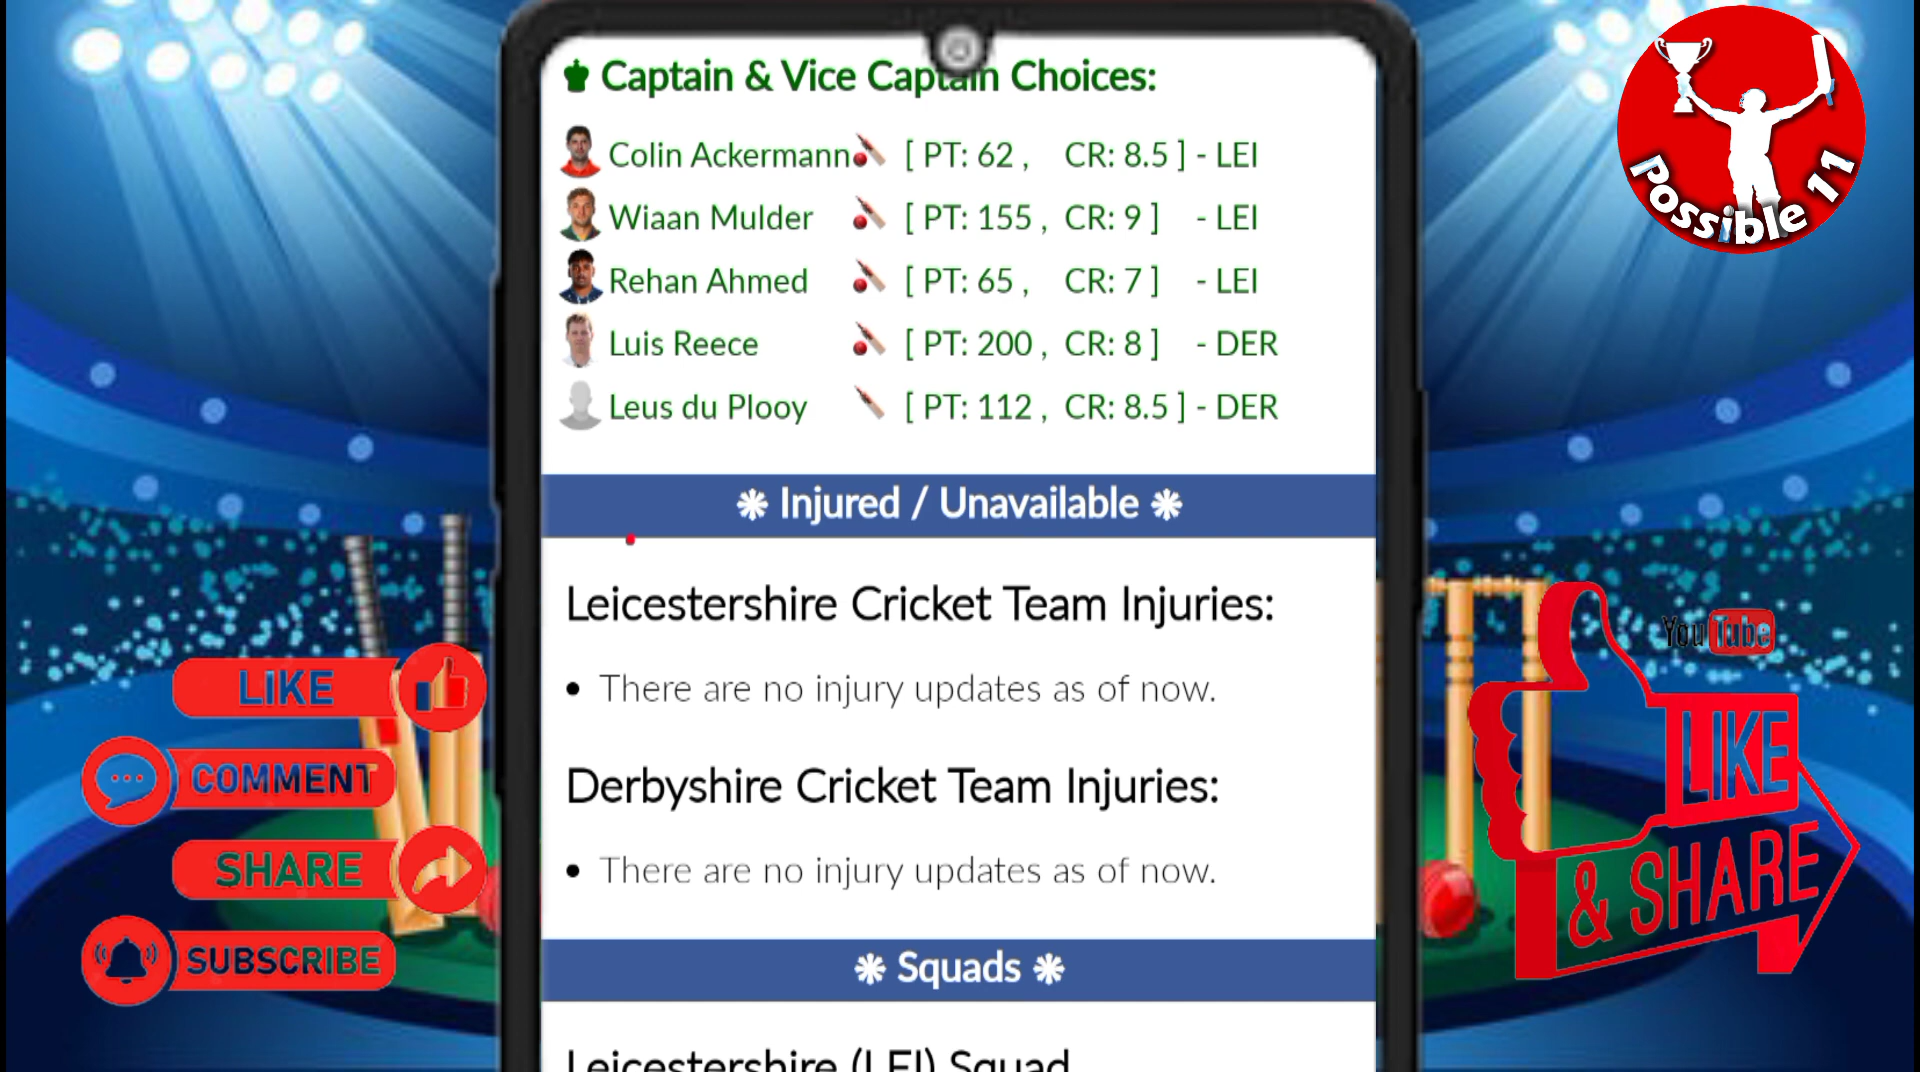 Captain & Vice Captain Choices:
Colin Ackermann [ PT: 62 , CR: 8.5 ] - LEI
Wiaan Mulder [ PT: 155 , CR: 9 ] - LEI
Rehan Ahmed [ PT: 65 , CR: 7 ] - LEI
Luis Reece [ PT: 200 , CR: 8 ] - DER
Leus du Plooy [ PT: 112 , CR: 8.5 ] - DER
Injured / Unavailable
Leicestershire Cricket Team Injuries:
• There are no injury updates as of now.
Derbyshire Cricket Team Injuries:
• There are no injury updates as of now.
Squads
Leicestershire (LEI) Squad
Possible 11
LIKE
COMMENT
SHARE
SUBSCRIBE
YouTube
LIKE
& SHARE